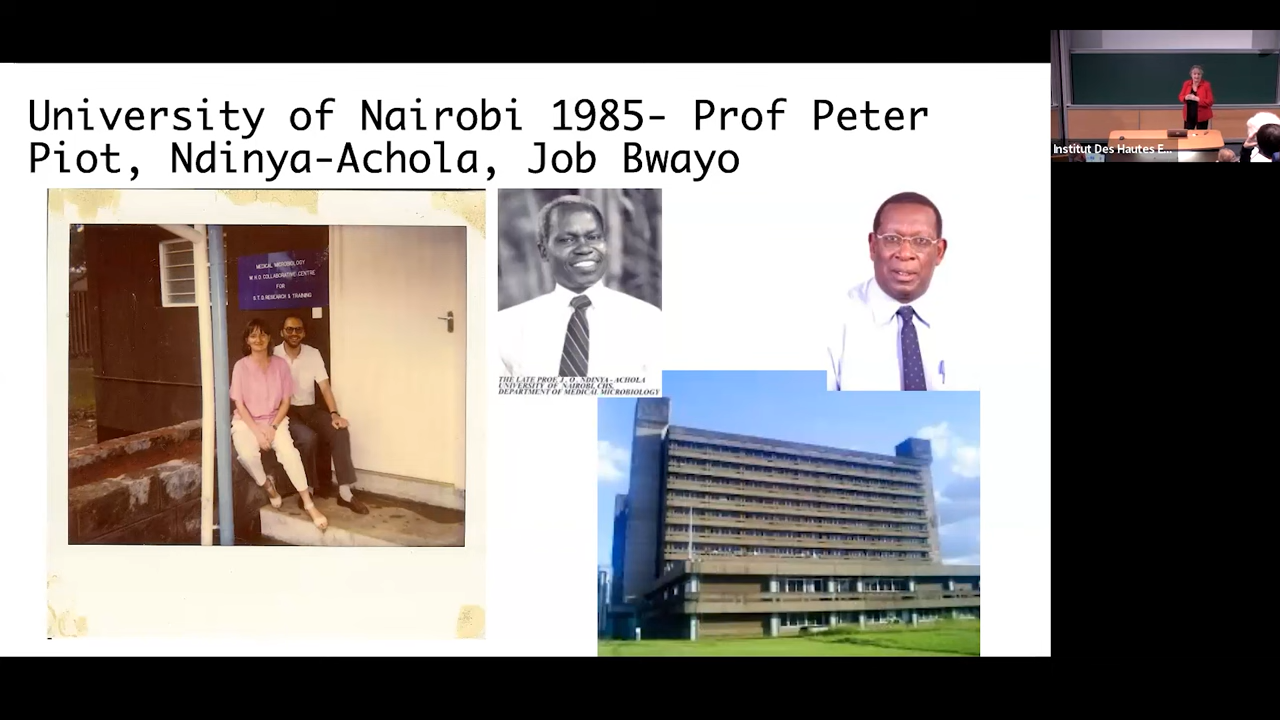 University of Nairobi 1985- Prof Peter
Piot, Ndinya-Achola, Job Bwayo
MEDICAL MICROBIOLOGY
W.H.O. COLLABORATIVE CENTRE
FOR
S.T.D. RESEARCH & TRAINING
THE LATE PROF. J. O. NDINYA - ACHOLA
UNIVERSITY OF NAIROBI, CHS,
DEPARTMENT OF MEDICAL MICROBIOLOGY
Institut Des Hautes E...